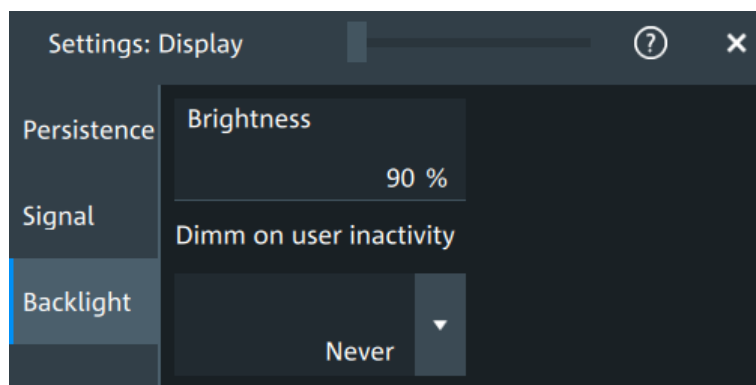 Settings: Display
?
Persistence
Signal
Backlight
Brightness
90 %
Dimm on user inactivity
Never